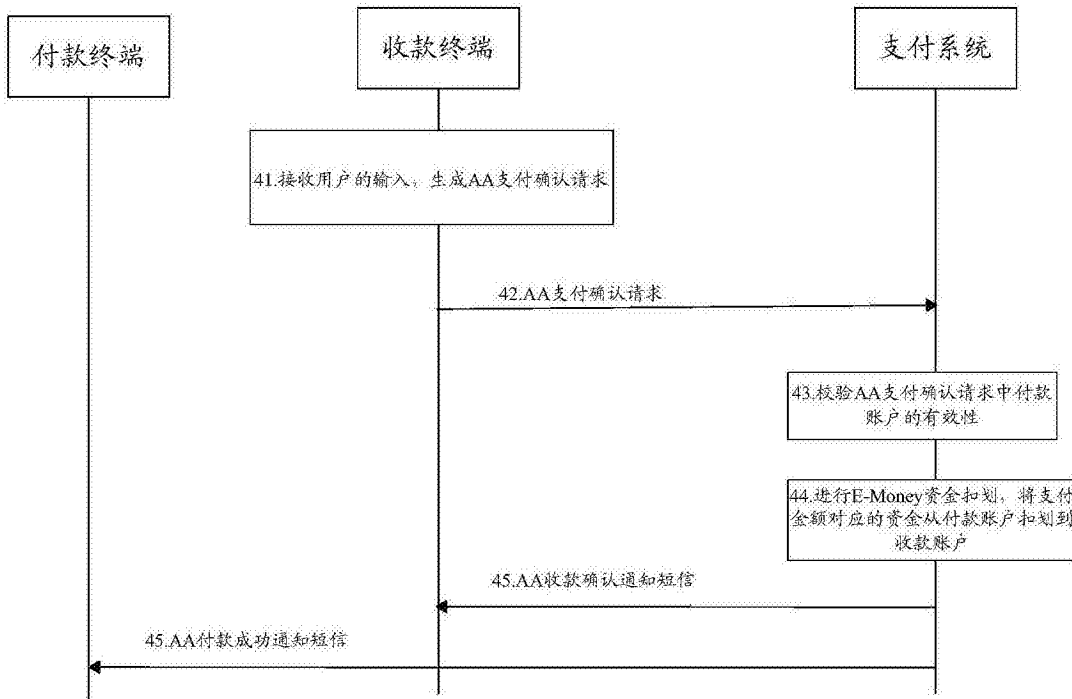 付款终端
收款终端
支付系统
41.接收用户的输入，生成AA支付确认请求
42.AA支付确认请求
43.校验AA支付确认请求中付款
账户的有效性
44.进行E-Money资金扣划，将支付
金额对应的资金从付款账户扣划到
收款账户
45.AA收款确认通知短信
45.AA付款成功通知短信